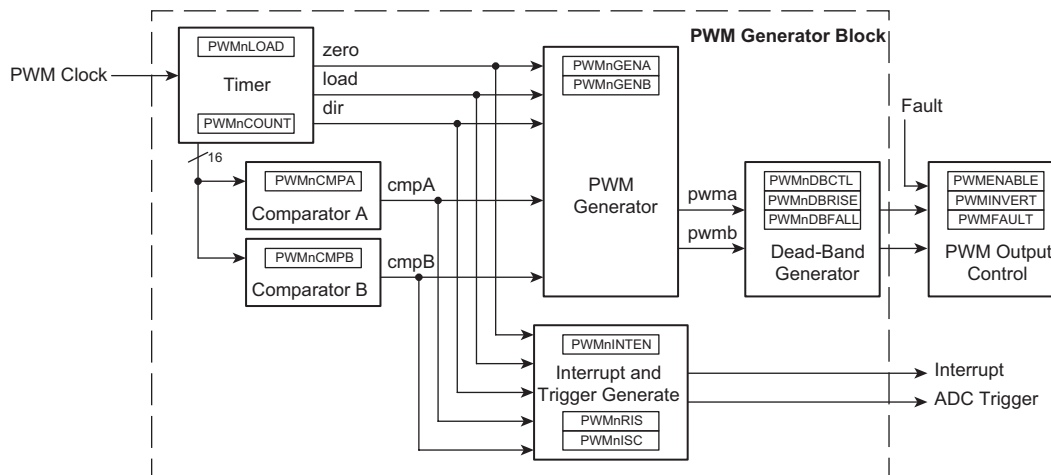 PWM Generator Block
PWM Clock
PWMnLOAD
Timer
PWMnCOUNT
zero
load
dir
16
PWMnCMPA
Comparator A
cmpA
PWMnCMPB
Comparator B
cmpB
PWMnGENA
PWMnGENB
PWM
Generator
pwma
pwmb
PWMnDBCTL
PWMnDBRISE
PWMnDBFALL
Dead-Band
Generator
Fault
PWMENABLE
PWMINVERT
PWMFAULT
PWM Output
Control
PWMnINTEN
Interrupt and
Trigger Generate
PWMnRIS
PWMnISC
Interrupt
ADC Trigger